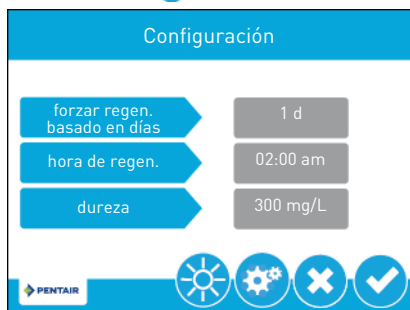 Configuración
forzar regen.
basado en días
1 d
hora de regen.
02:00 am
dureza
300 mg/L
PENTAIR